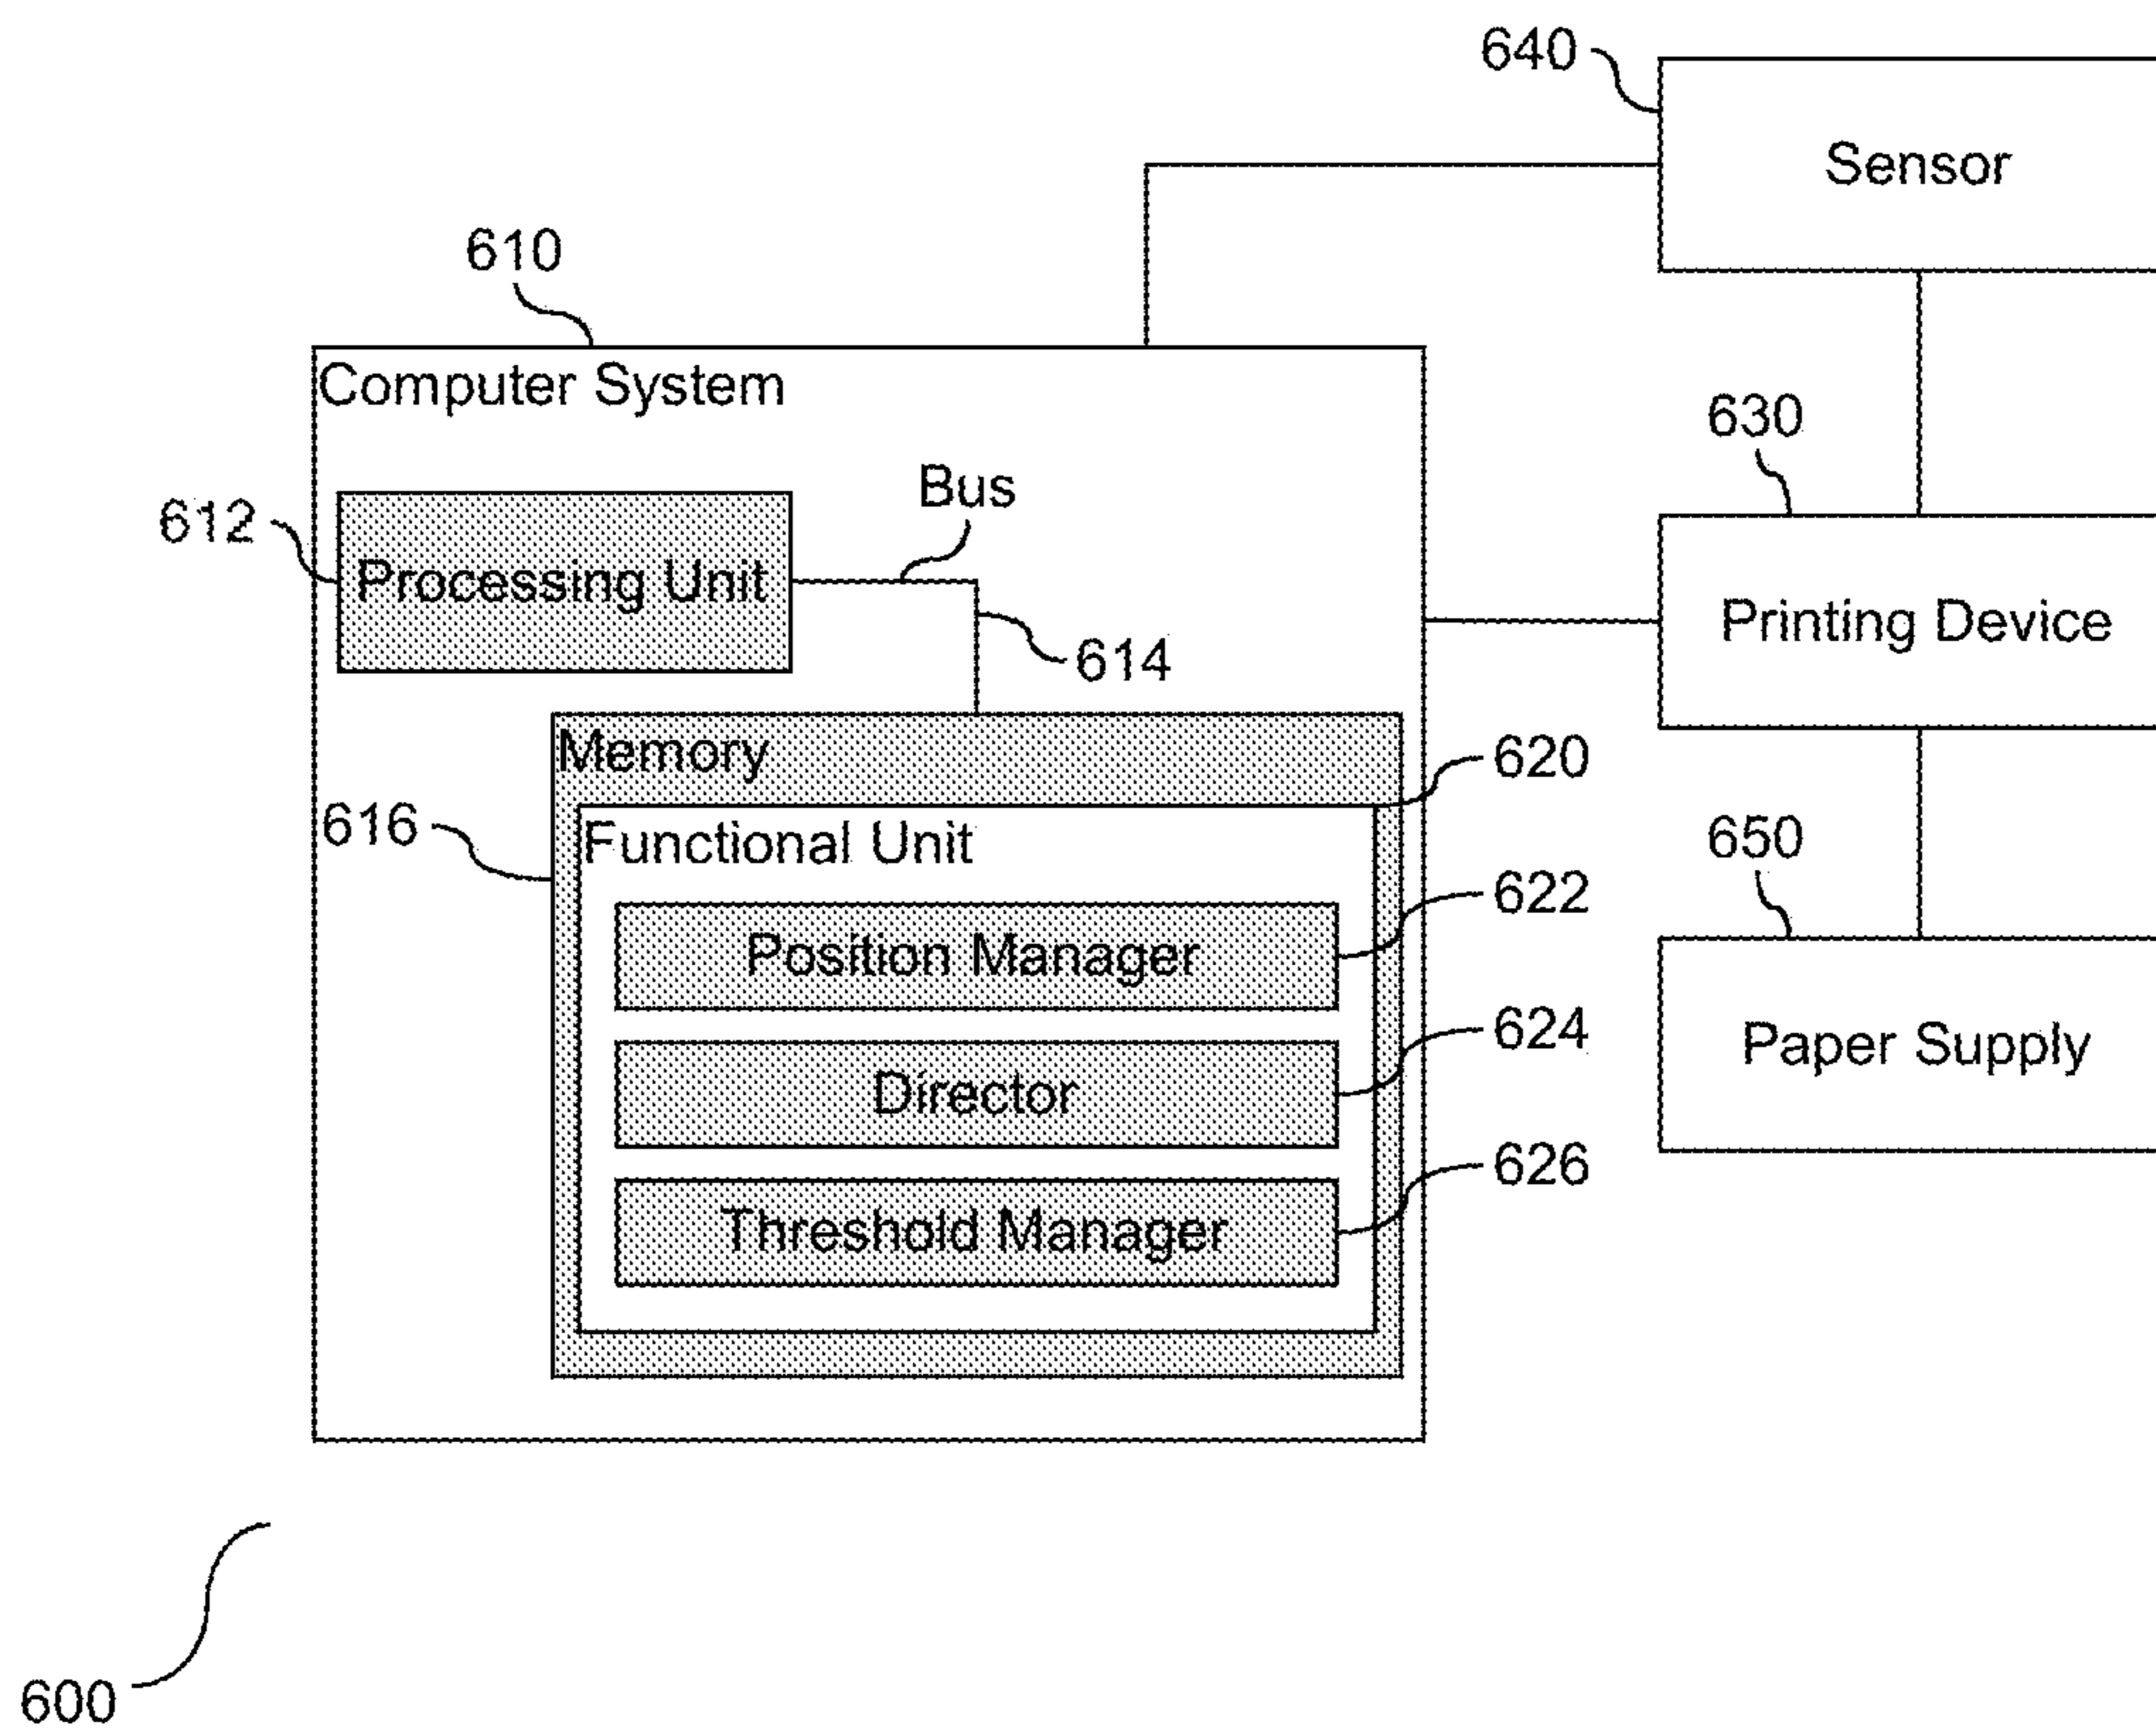 640
Sensor
610
Computer System
630
Bus
612
Processing Unit
Printing Device
614
Memory
620
616
Functional Unit
650
622
Position Manager
624
Paper Supply
Director
626
Threshold Manager
600